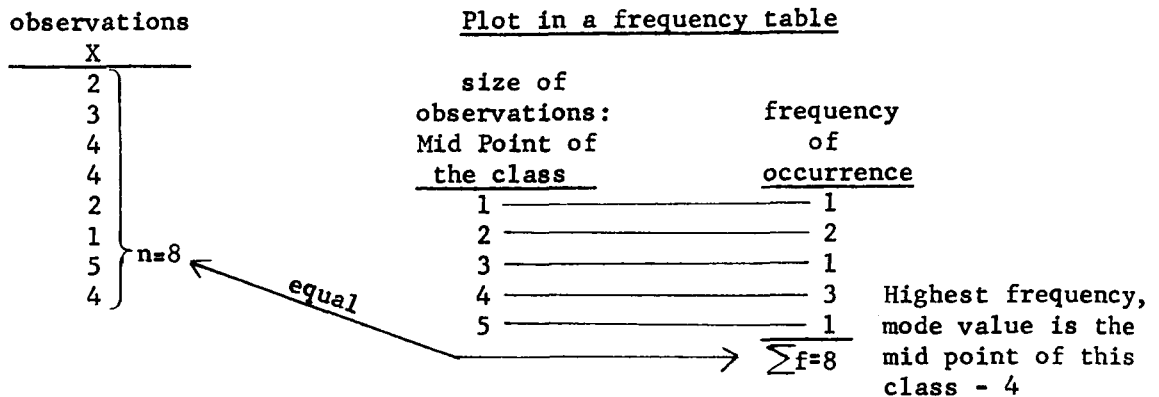 observations
X
2
3
4
4
2
1
5
4
n=8
equal
Plot in a frequency table
size of
observations:
Mid Point of
the class
frequency
of
occurrence
1 1
2 2
3 1
4 3
5 1
∑f=8
Highest frequency,
mode value is the
mid point of this
class - 4